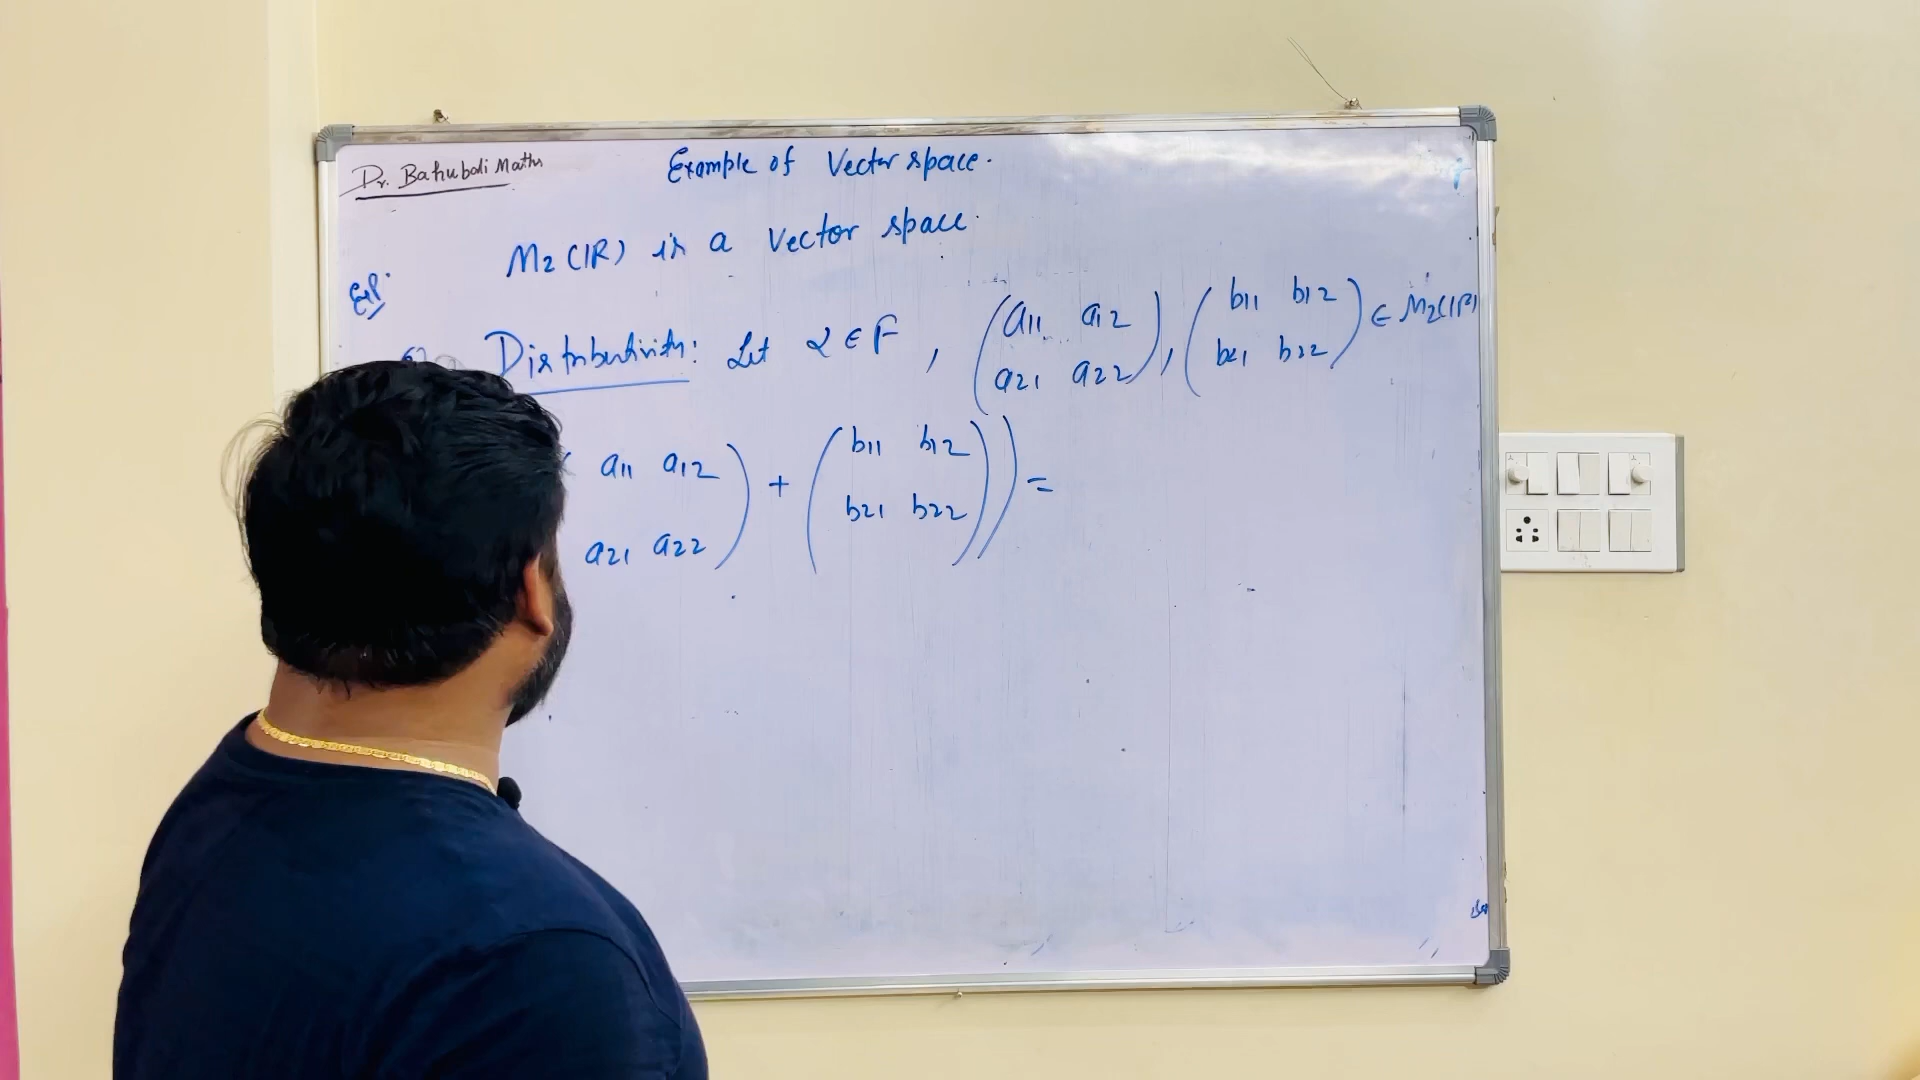 Dr. Bahubali Maths
Example of Vector space.
M2 (IR) is a vector space.
Exp:
Distributivity: Let α ∈ F , ( a11 a12 ) , ( b11 b12 ) ∈ M2(IR)
a21 a22 b21 b22
a11 a12 ) + ( b11 b12 ) ) =
a21 a22 b21 b22